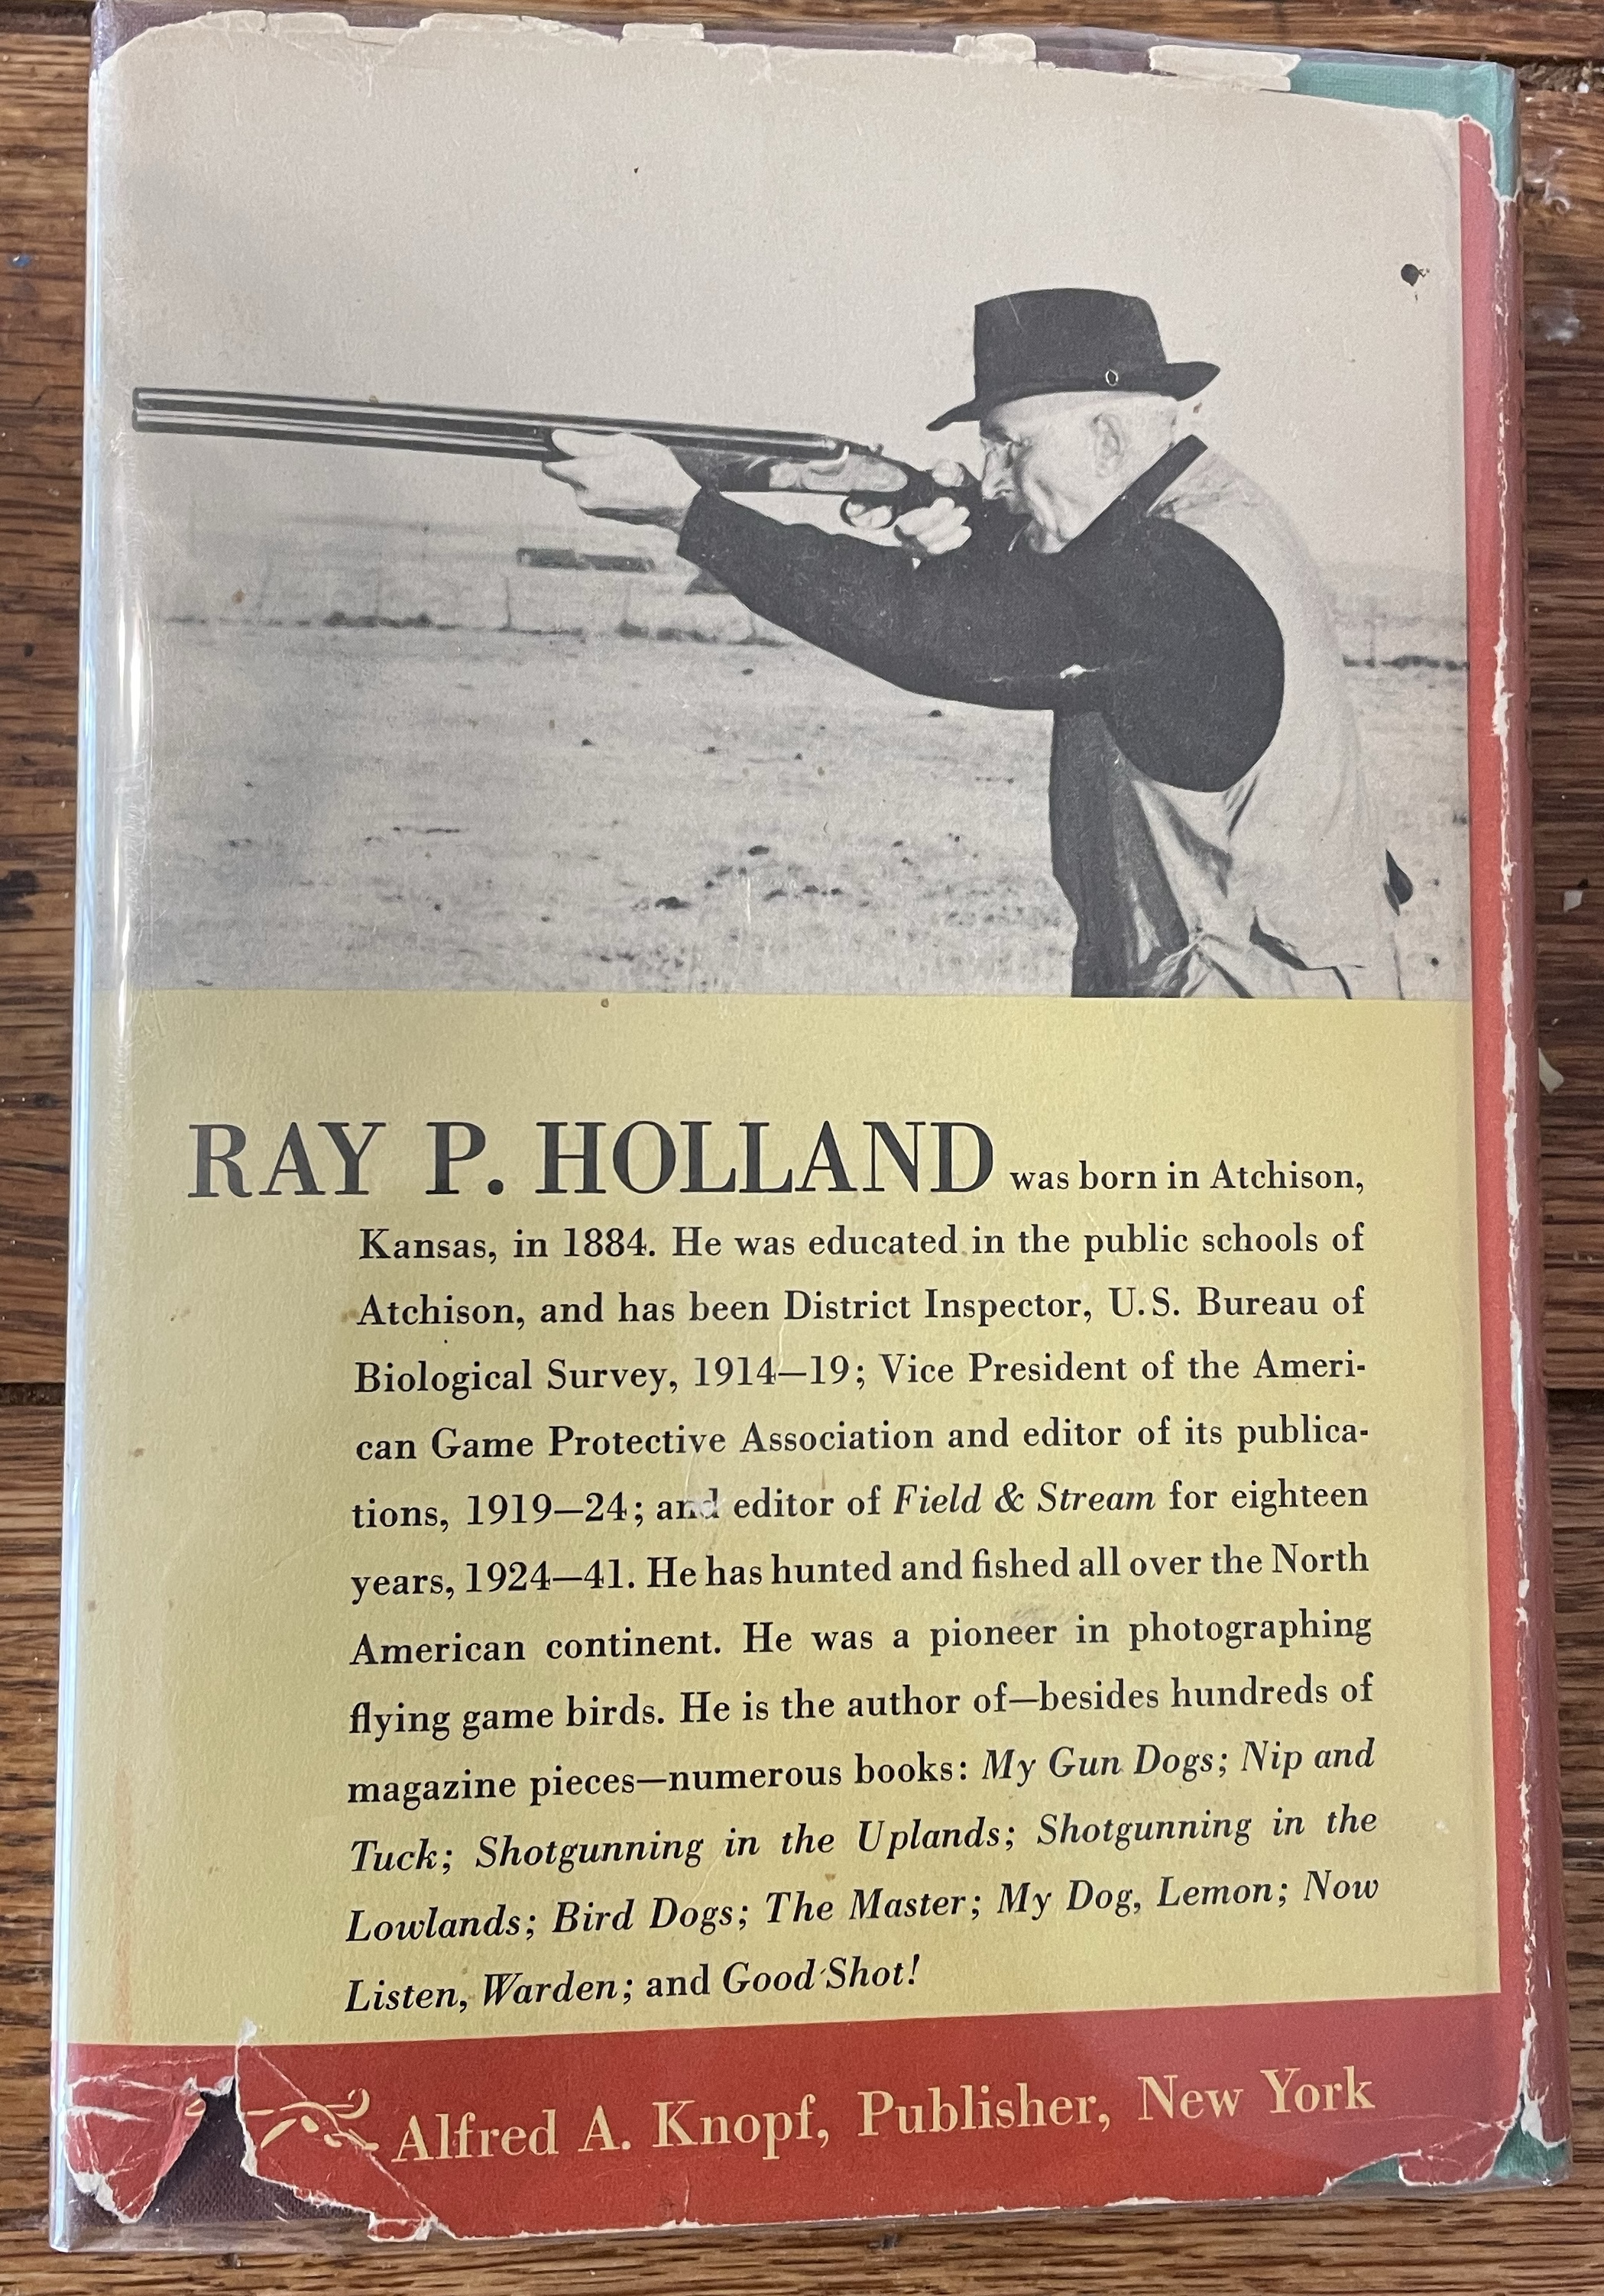 RAY P. HOLLAND was born in Atchison,
Kansas, in 1884. He was educated in the public schools of
Atchison, and has been District Inspector, U.S. Bureau of
Biological Survey, 1914—19; Vice President of the Ameri-
can Game Protective Association and editor of its publica-
tions, 1919—24; and editor of Field & Stream for eighteen
years, 1924—41. He has hunted and fished all over the North
American continent. He was a pioneer in photographing
flying game birds. He is the author of—besides hundreds of
magazine pieces—numerous books: My Gun Dogs; Nip and
Tuck; Shotgunning in the Uplands; Shotgunning in the
Lowlands; Bird Dogs; The Master; My Dog, Lemon; Now
Listen, Warden; and Good Shot!
Alfred A. Knopf, Publisher, New York